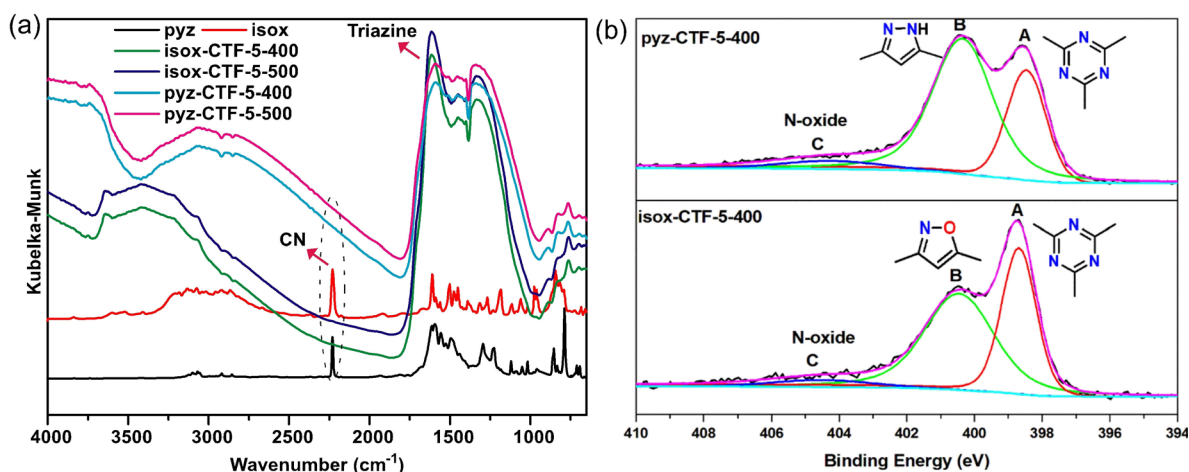 (a)
Triazine
pyz isox
isox-CTF-5-400
isox-CTF-5-500
pyz-CTF-5-400
pyz-CTF-5-500
CN
Kubelka-Munk
4000 3500 3000 2500 2000 1500 1000
Wavenumber (cm-1)
(b)
pyz-CTF-5-400
N NH
B
A
N N
N
N-oxide
C
isox-CTF-5-400
N O
B
A
N N
N
N-oxide
C
410 408 406 404 402 400 398 396 394
Binding Energy (eV)